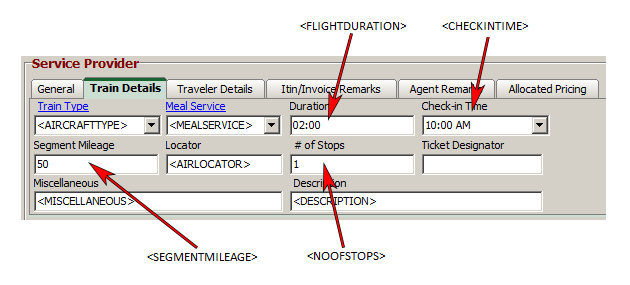 <FLIGHTDURATION> <CHECKINTIME>
Service Provider
General Train Details Traveler Details Itin/Invoice Remarks Agent Remarks Allocated Pricing
Train Type Meal Service Duration Check-in Time
<AIRCRAFTTYPE> <MEALSERVICE> 02:00 10:00 AM
Segment Mileage Locator # of Stops Ticket Designator
50 <AIRLOCATOR> 1
Miscellaneous Description
<MISCELLANEOUS> <DESCRIPTION>
<SEGMENTMILEAGE> <NOOFSTOPS>